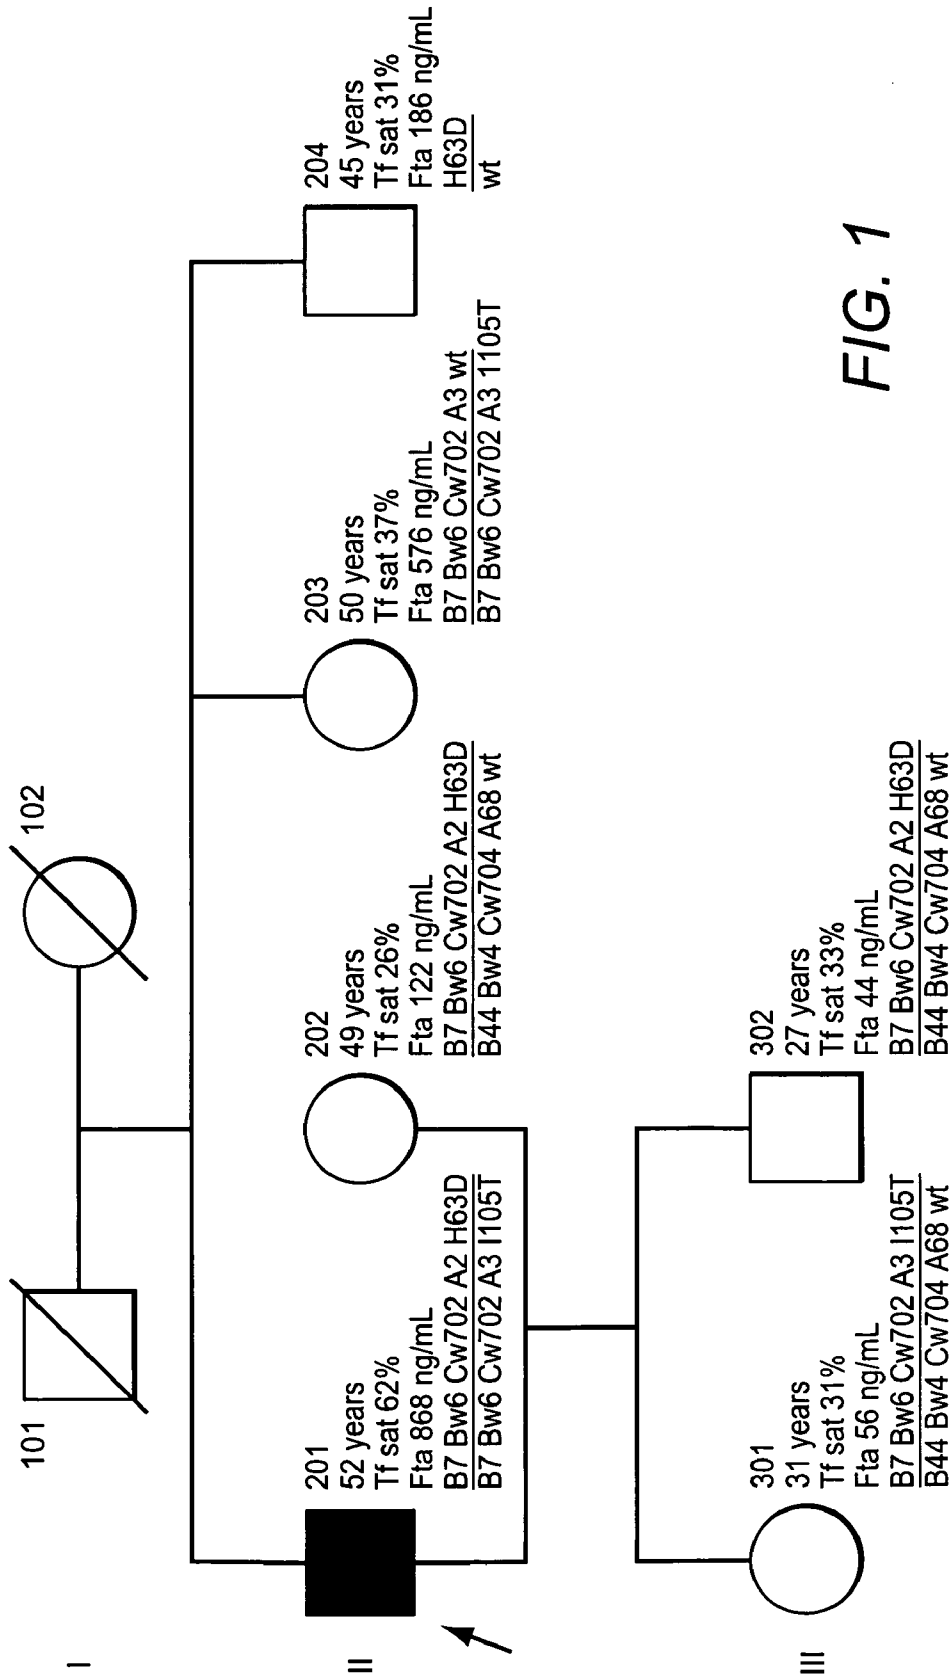 I
101
102
II
201
52 years
Tf sat 62%
Fta 868 ng/mL
B7 Bw6 Cw702 A2 H63D
B7 Bw6 Cw702 A3 I105T
202
49 years
Tf sat 26%
Fta 122 ng/mL
B7 Bw6 Cw702 A2 H63D
B44 Bw4 Cw704 A68 wt
203
50 years
Tf sat 37%
Fta 576 ng/mL
B7 Bw6 Cw702 A3 wt
B7 Bw6 Cw702 A3 1105T
204
45 years
Tf sat 31%
Fta 186 ng/mL
H63D
wt
III
301
31 years
Tf sat 31%
Fta 56 ng/mL
B7 Bw6 Cw702 A3 I105T
B44 Bw4 Cw704 A68 wt
302
27 years
Tf sat 33%
Fta 44 ng/mL
B7 Bw6 Cw702 A2 H63D
B44 Bw4 Cw704 A68 wt
FIG. 1